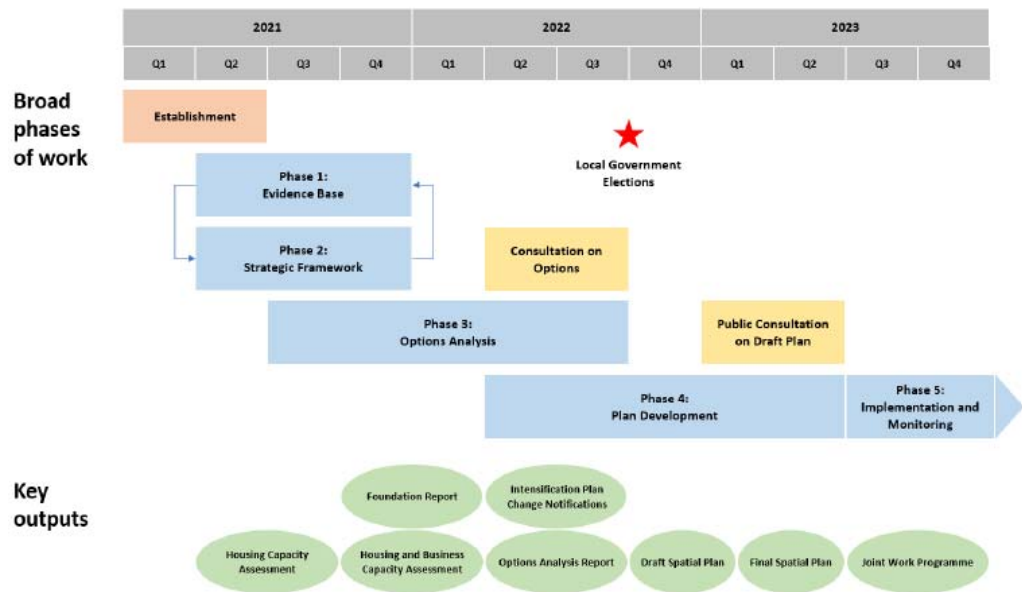 2021 2022 2023
Q1 Q2 Q3 Q4 Q1 Q2 Q3 Q4 Q1 Q2 Q3 Q4
Broad
phases
of work
Establishment
Local Government
Elections
Phase 1:
Evidence Base
Phase 2:
Strategic Framework
Consultation on
Options
Phase 3:
Options Analysis
Public Consultation
on Draft Plan
Phase 4:
Plan Development
Phase 5:
Implementation and
Monitoring
Key
outputs
Foundation Report
Intensification Plan
Change Notifications
Housing Capacity
Assessment
Housing and Business
Capacity Assessment
Options Analysis Report
Draft Spatial Plan
Final Spatial Plan
Joint Work Programme